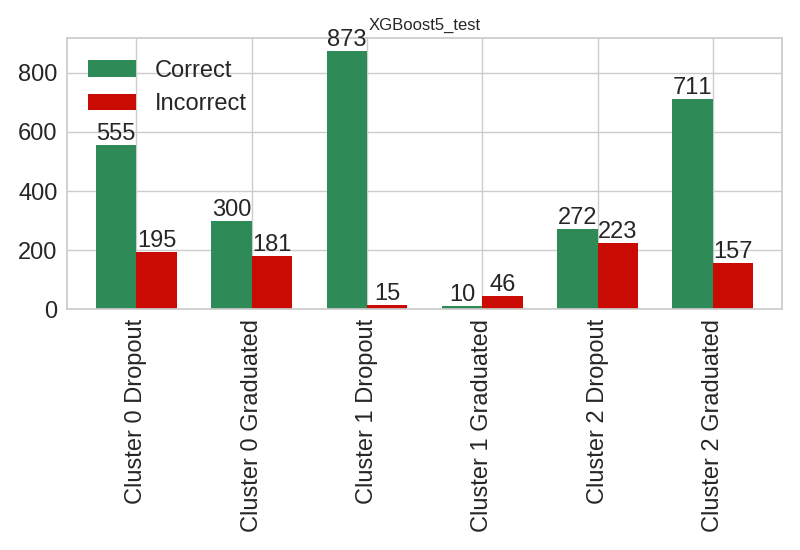 XGBoost5_test
Correct
Incorrect
800
600
400
200
0
555
195
300
181
873
15
10
46
272
223
711
157
Cluster 0 Dropout
Cluster 0 Graduated
Cluster 1 Dropout
Cluster 1 Graduated
Cluster 2 Dropout
Cluster 2 Graduated